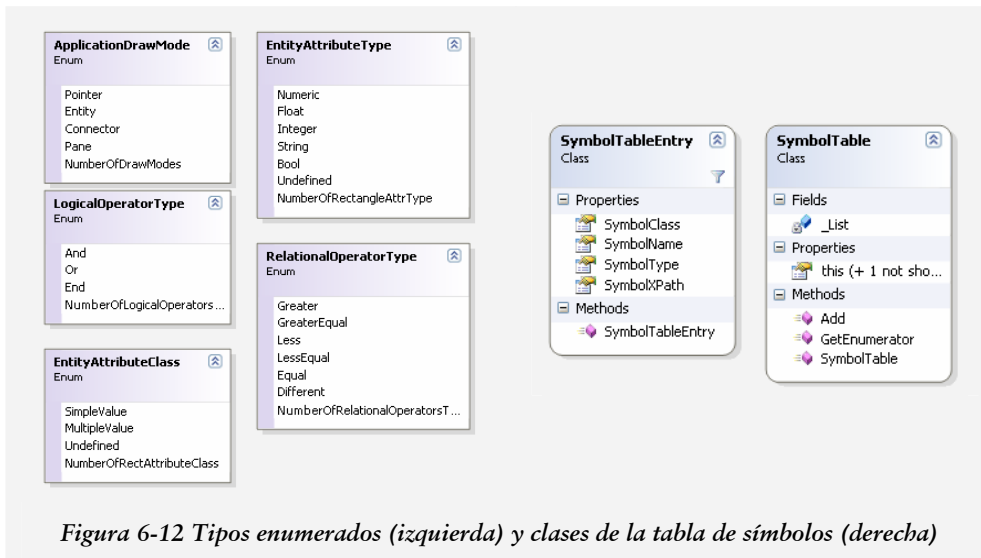 ApplicationDrawMode
Enum
Pointer
Entity
Connector
Pane
NumberOfDrawModes
LogicalOperatorType
Enum
And
Or
End
NumberOfLogicalOperators...
EntityAttributeClass
Enum
SimpleValue
MultipleValue
Undefined
NumberOfRectAttributeClass
EntityAttributeType
Enum
Numeric
Float
Integer
String
Bool
Undefined
NumberOfRectangleAttrType
RelationalOperatorType
Enum
Greater
GreaterEqual
Less
LessEqual
Equal
Different
NumberOfRelationalOperatorsT...
SymbolTableEntry
Class
Properties
SymbolClass
SymbolName
SymbolType
SymbolXPath
Methods
SymbolTableEntry
SymbolTable
Class
Fields
_List
Properties
this (+ 1 not sho...
Methods
Add
GetEnumerator
SymbolTable
Figura 6-12 Tipos enumerados (izquierda) y clases de la tabla de símbolos (derecha)